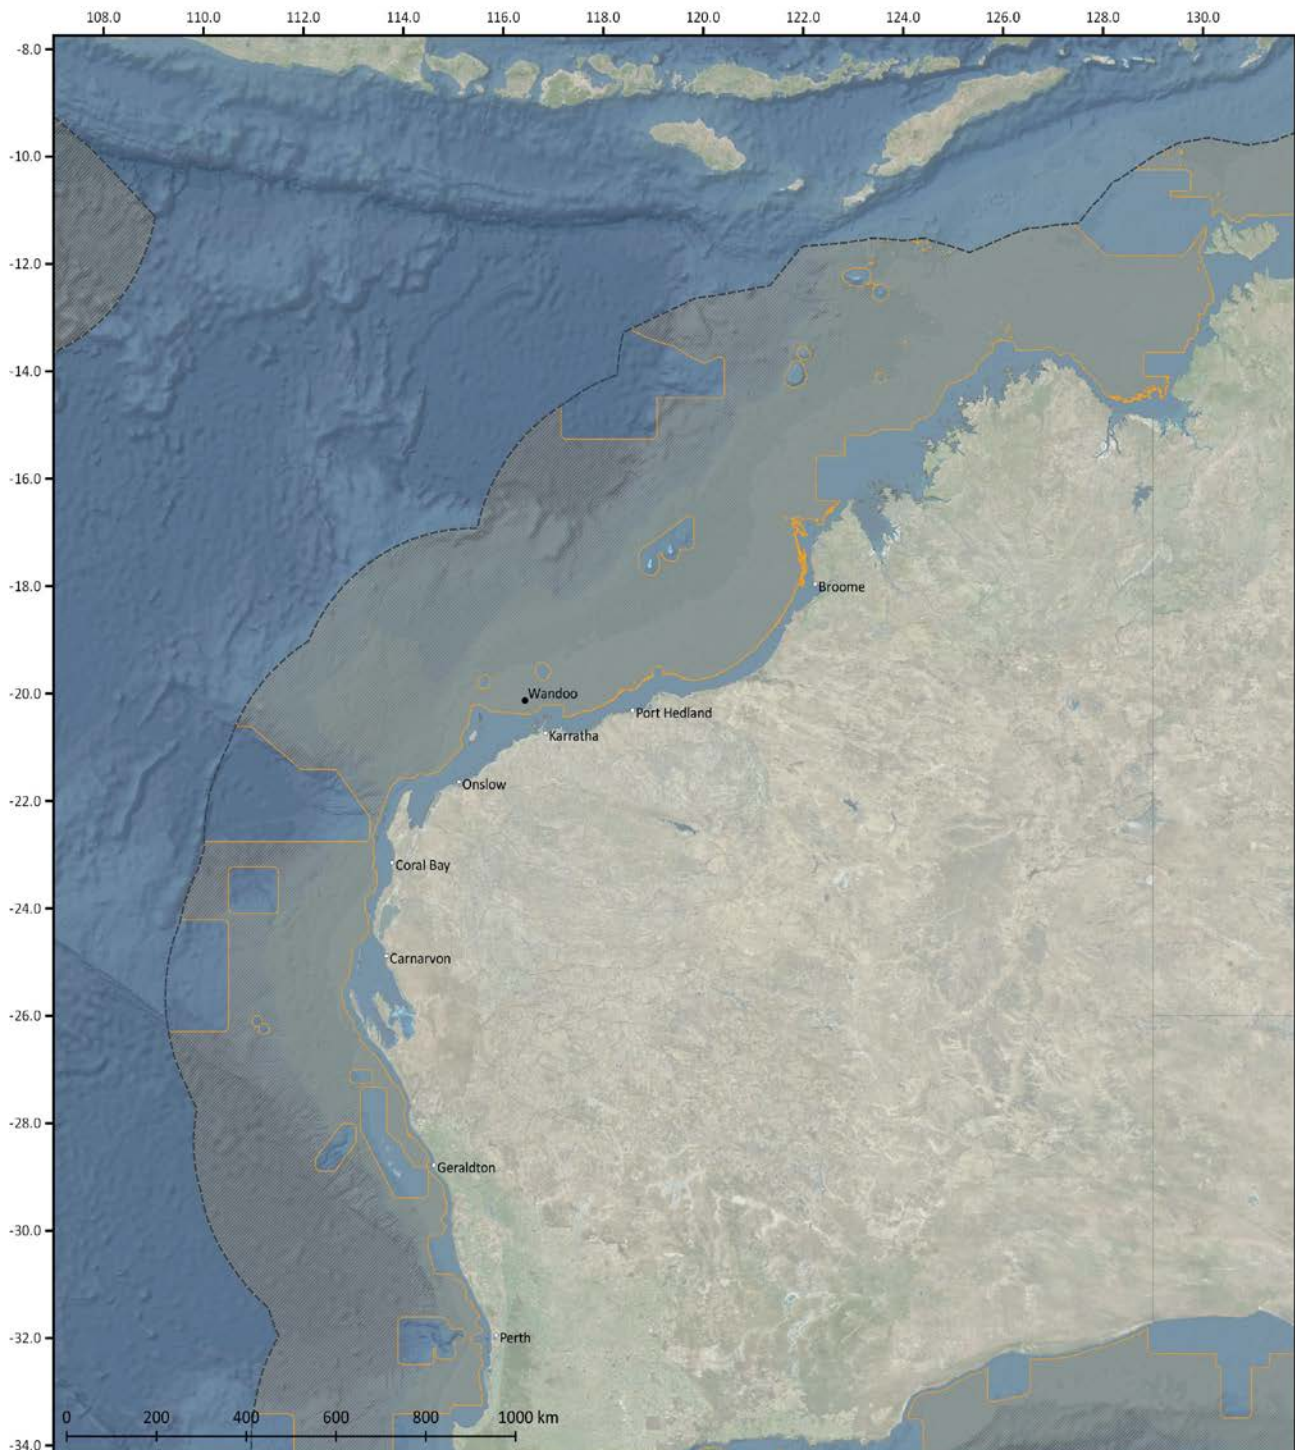 108.0 110.0 112.0 114.0 116.0 118.0 120.0 122.0 124.0 126.0 128.0 130.0
-8.0
-10.0
-12.0
-14.0
-16.0
-18.0
Broome
-20.0
Wandoo
Port Hedland
Karratha
Onslow
-22.0
Coral Bay
-24.0
Carnarvon
-26.0
-28.0
Geraldton
-30.0
-32.0
Perth
0 200 400 600 800 1000 km
-34.0